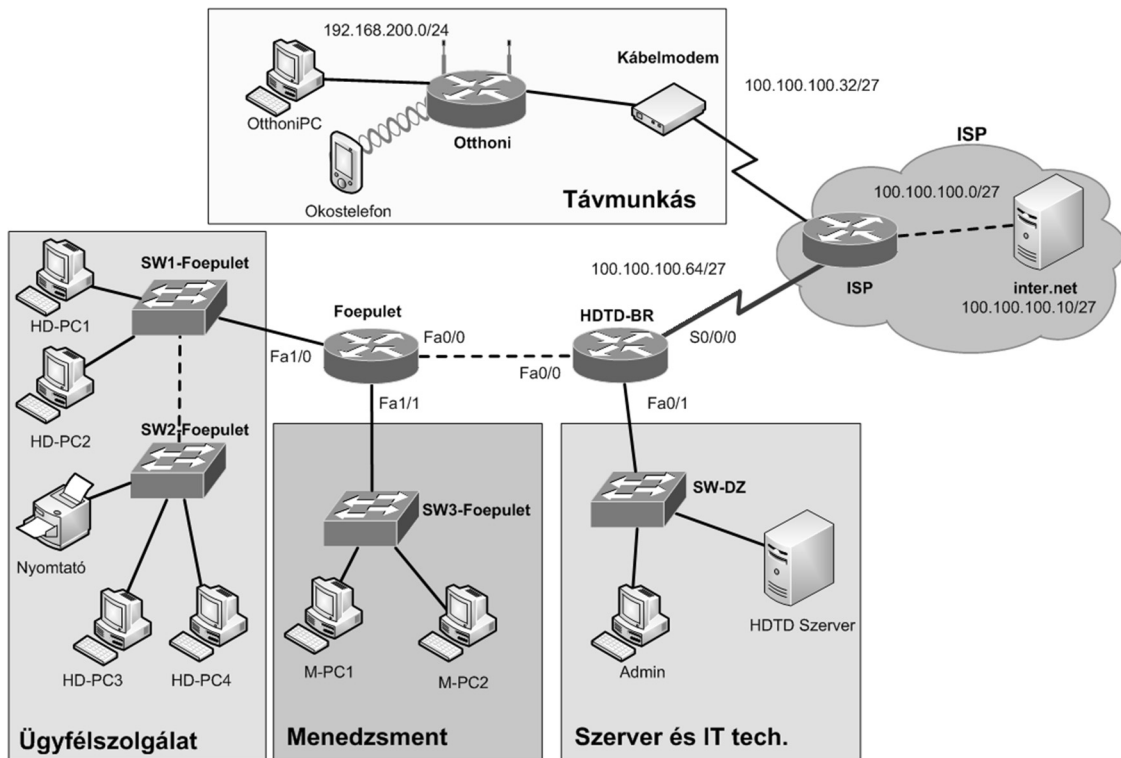 192.168.200.0/24
Kábelmodem
100.100.100.32/27
OtthoniPC
Otthoni
Okostelefon
Távmunkás
ISP
100.100.100.0/27
ISP
inter.net
100.100.100.10/27
100.100.100.64/27
SW1-Foepulet
HD-PC1
HD-PC2
Foepulet
Fa0/0
Fa1/0
Fa1/1
HDTD-BR
S0/0/0
Fa0/0
Fa0/1
SW2-Foepulet
Nyomtató
HD-PC3
HD-PC4
Ügyfélszolgálat
SW3-Foepulet
M-PC1
M-PC2
Menedzsment
SW-DZ
HDTD Szerver
Admin
Szerver és IT tech.